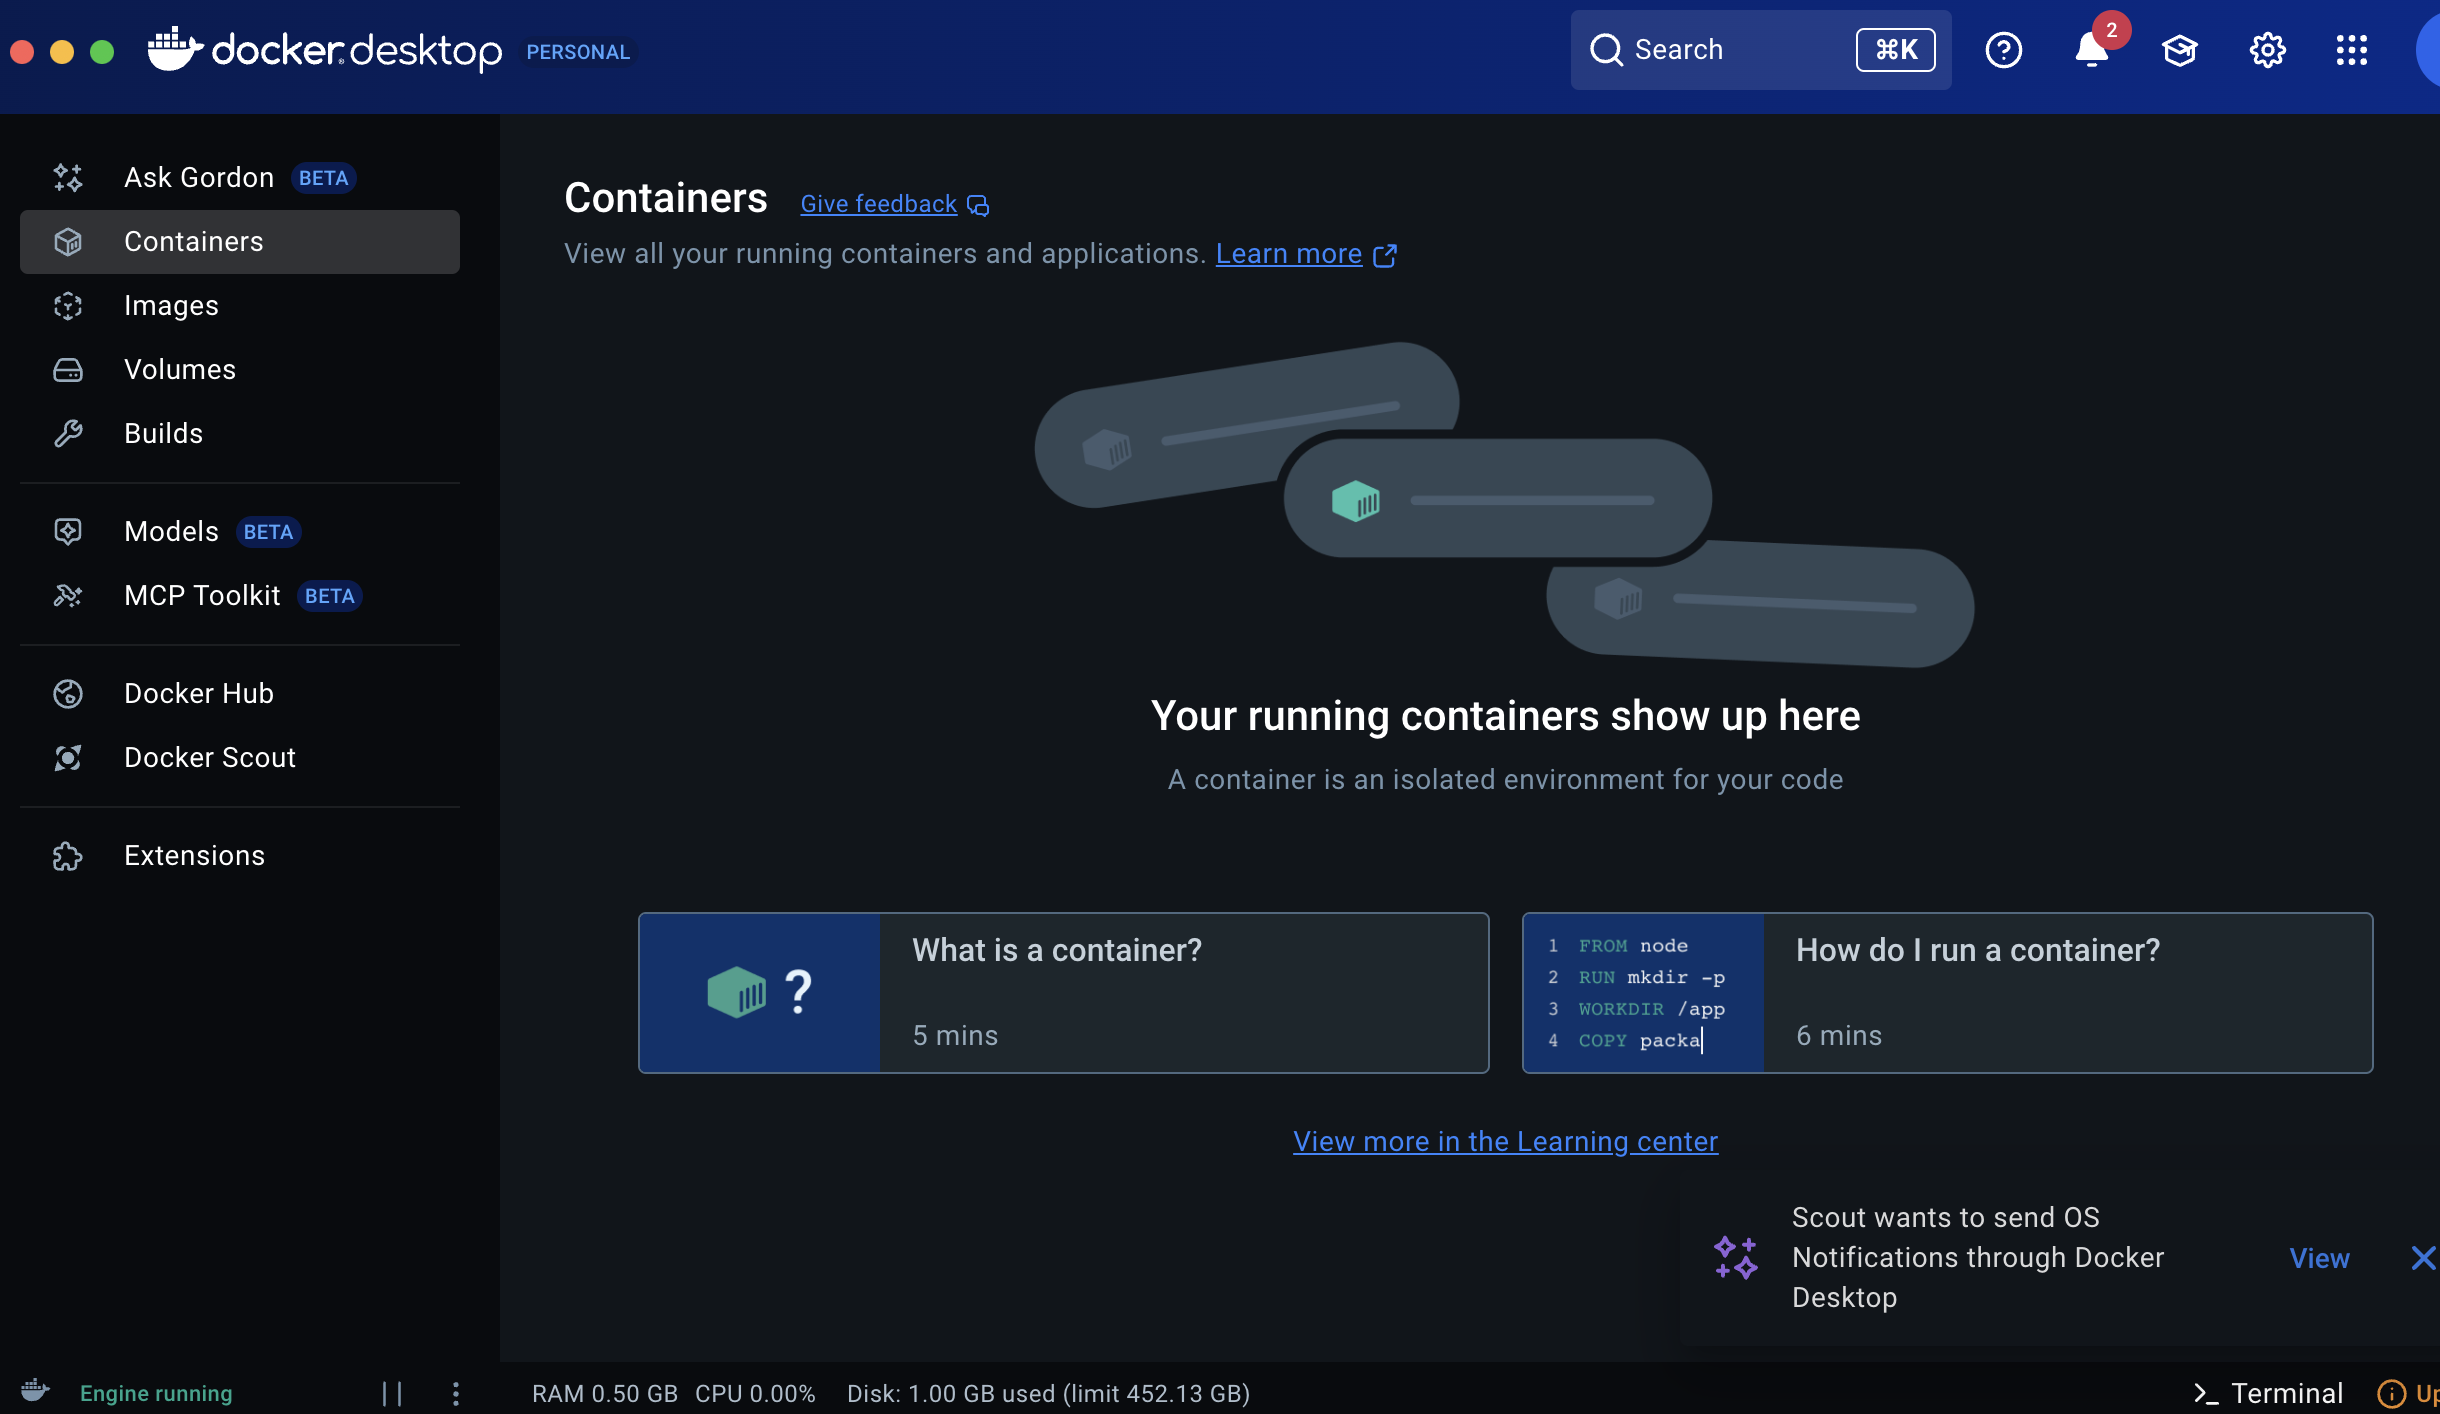 docker desktop PERSONAL
Search ⌘K
2
Ask Gordon BETA
Containers
Images
Volumes
Builds
Models BETA
MCP Toolkit BETA
Docker Hub
Docker Scout
Extensions
Containers Give feedback
View all your running containers and applications. Learn more
Your running containers show up here
A container is an isolated environment for your code
?
What is a container?
5 mins
1 FROM node
2 RUN mkdir -p
3 WORKDIR /app
4 COPY packa
How do I run a container?
6 mins
View more in the Learning center
Scout wants to send OS
Notifications through Docker
Desktop
View
Engine running
RAM 0.50 GB CPU 0.00% Disk: 1.00 GB used (limit 452.13 GB)
>_ Terminal
Up